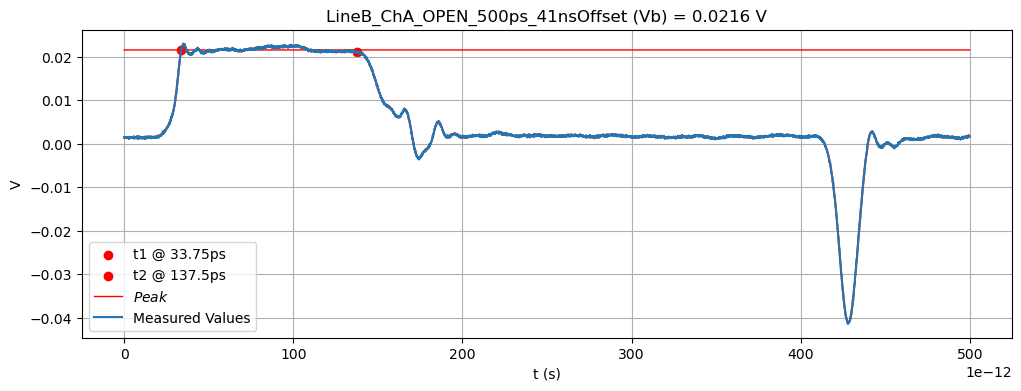 LineB_ChA_OPEN_500ps_41nsOffset (Vb) = 0.0216 V
0.02
0.01
0.00
−0.01
−0.02
−0.03
−0.04
V
t1 @ 33.75ps
t2 @ 137.5ps
Peak
Measured Values
0 100 200 300 400 500
t (s)
1e−12